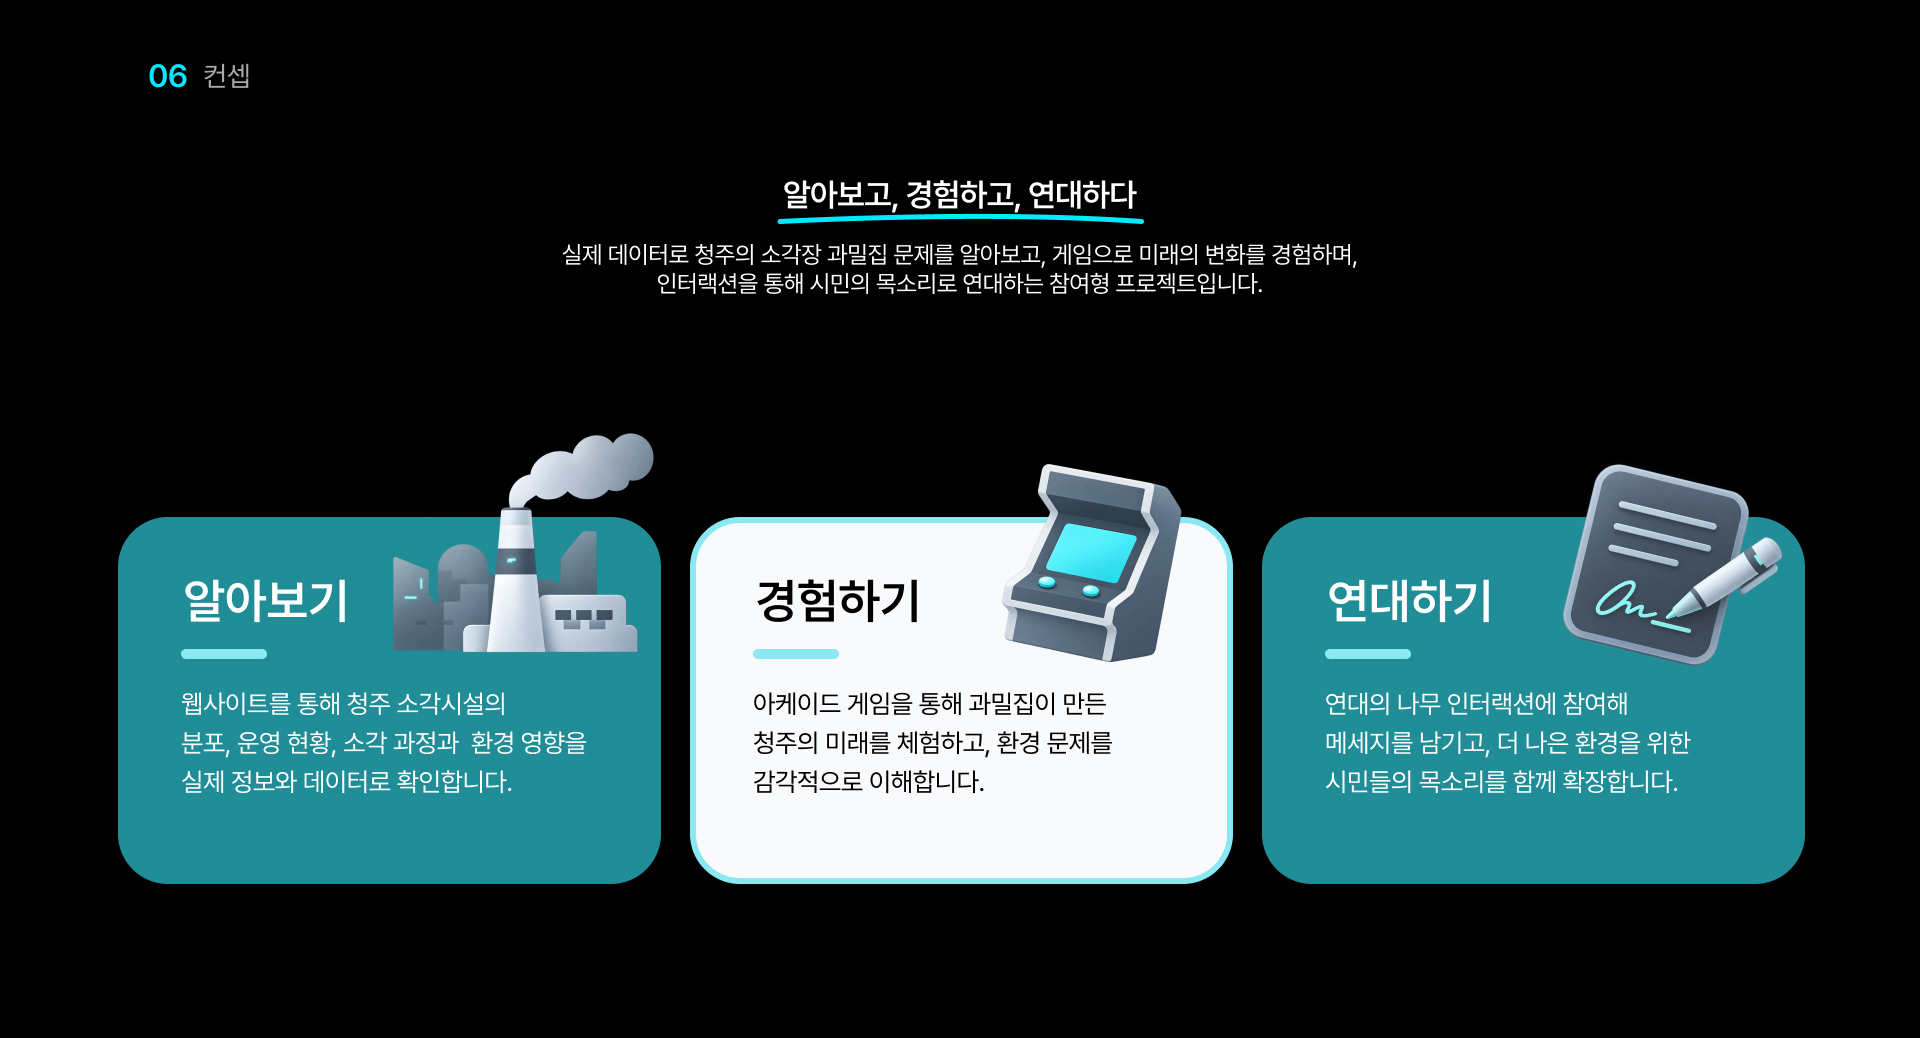 06 컨셉
알아보고, 경험하고, 연대하다
실제 데이터로 청주의 소각장 과밀집 문제를 알아보고, 게임으로 미래의 변화를 경험하며,
인터랙션을 통해 시민의 목소리로 연대하는 참여형 프로젝트입니다.
알아보기
웹사이트를 통해 청주 소각시설의
분포, 운영 현황, 소각 과정과 환경 영향을
실제 정보와 데이터로 확인합니다.
경험하기
아케이드 게임을 통해 과밀집이 만든
청주의 미래를 체험하고, 환경 문제를
감각적으로 이해합니다.
연대하기
연대의 나무 인터랙션에 참여해
메세지를 남기고, 더 나은 환경을 위한
시민들의 목소리를 함께 확장합니다.